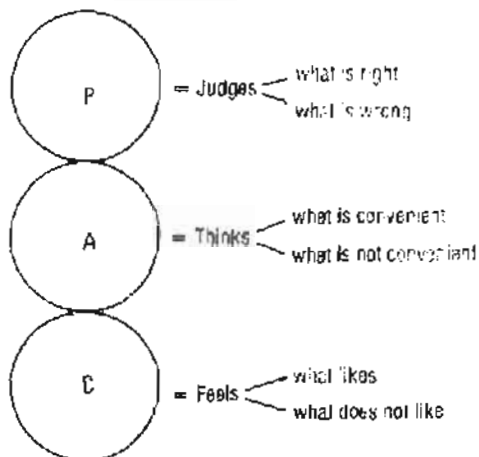 P = Judges what is right
what is wrong
A = Thinks what is convenient
what is not convenient
C = Feels what likes
what does not like